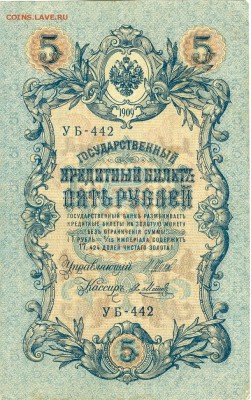 COINS.LAVE.RU
5 5
1909
УБ-442
ГОСУДАРСТВЕННЫЙ
КРЕДИТНЫЙ БИЛЕТЪ
ПЯТЬ РУБЛЕЙ
ГОСУДАРСТВЕННЫЙ БАНКЪ РАЗМѢНИВАЕТЪ
КРЕДИТНЫЕ БИЛЕТЫ НА ЗОЛОТУЮ МОНЕТУ
БЕЗЪ ОГРАНИЧЕНІЯ СУММЫ
1 РУБЛЬ = 1/15 ИМПЕРІАЛА, СОДЕРЖИТЪ
17,424 ДОЛЕЙ ЧИСТАГО ЗОЛОТА
Управляющій
Кассиръ
УБ-442
5